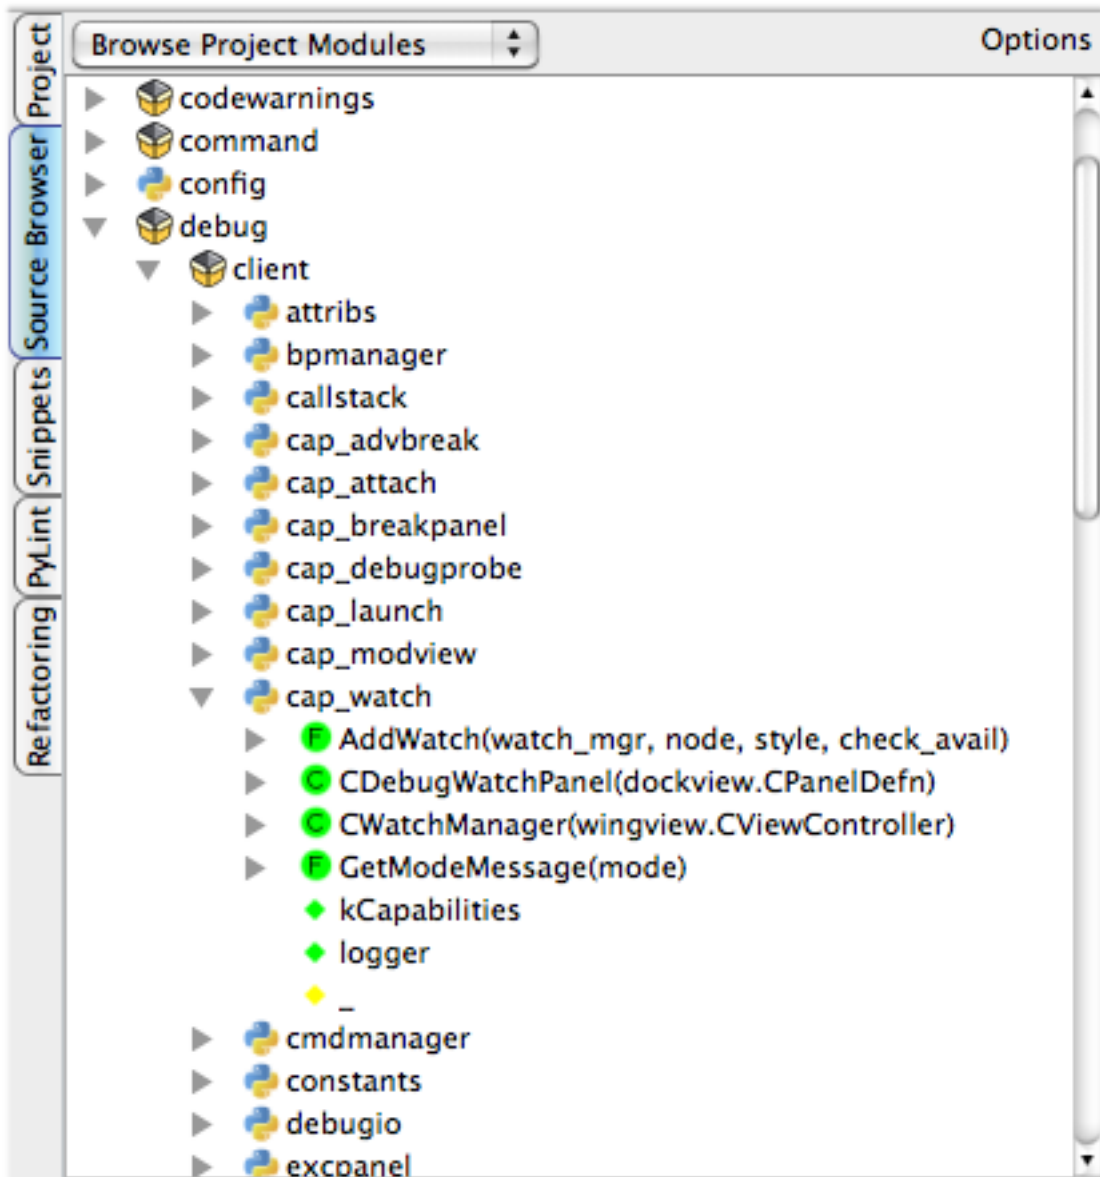 Browse Project Modules
Options
Project
Source Browser
Snippets
PyLint
Refactoring
codewarnings
command
config
debug
client
attribs
bpmanager
callstack
cap_advbreak
cap_attach
cap_breakpanel
cap_debugprobe
cap_launch
cap_modview
cap_watch
F AddWatch(watch_mgr, node, style, check_avail)
C CDebugWatchPanel(dockview.CPanelDefn)
C CWatchManager(wingview.CViewController)
F GetModeMessage(mode)
kCapabilities
logger
_
cmdmanager
constants
debugio
excpanel